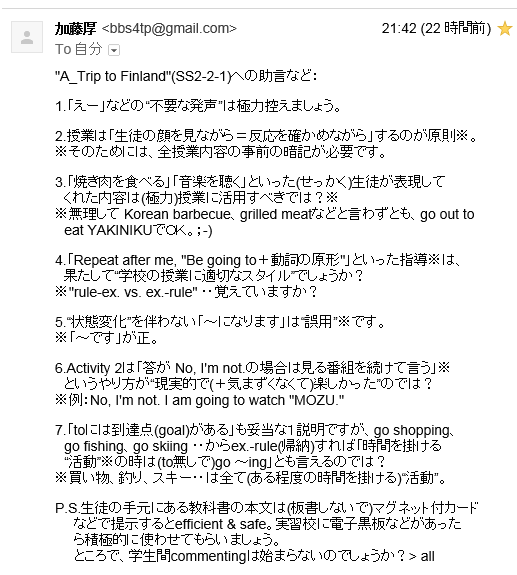 加藤厚 <bbs4tp@gmail.com> 21:42 (22 時間前)
To 自分
"A_Trip to Finland"(SS2-2-1)への助言など：
1.「えー」などの“不要な発声”は極力控えましょう。
2.授業は「生徒の顔を見ながら＝反応を確かめながら」するのが原則※。
※そのためには、全授業内容の事前の暗記が必要です。
3.「焼き肉を食べる」「音楽を聴く」といった(せっかく)生徒が表現して
くれた内容は(極力)授業に活用すべきでは？※
※無理して Korean barbecue、grilled meatなどと言わずとも、go out to
eat YAKINIKUでOK。；-)
4.「Repeat after me, "Be going to＋動詞の原形"」といった指導※は、
果たして“学校の授業に適切なスタイル”でしょうか？
※"rule-ex. vs. ex.-rule" ‥覚えていますか？
5.“状態変化”を伴わない「～になります」は“誤用”※です。
※「～です」が正。
6.Activity 2は「答が No, I'm not.の場合は見る番組を続けて言う」※
というやり方が“現実的で(＋気まずくなくて)楽しかった”のでは？
※例：No, I'm not. I am going to watch "MOZU."
7.「toには到達点(goal)がある」も妥当な1説明ですが、go shopping、
go fishing、go skiing ‥からex.-rule(帰納)すれば「時間を掛ける
“活動”※の時は(to無しで)go ～ing」とも言えるのでは？
※買い物、釣り、スキー‥は全て(ある程度の時間を掛ける)“活動”。
P.S.生徒の手元にある教科書の本文は(板書しないで)マグネット付カード
などで提示するとefficient & safe。実習校に電子黒板などがあった
ら積極的に使わせてもらいましょう。
ところで、学生間commentingは始まらないのでしょうか？> all